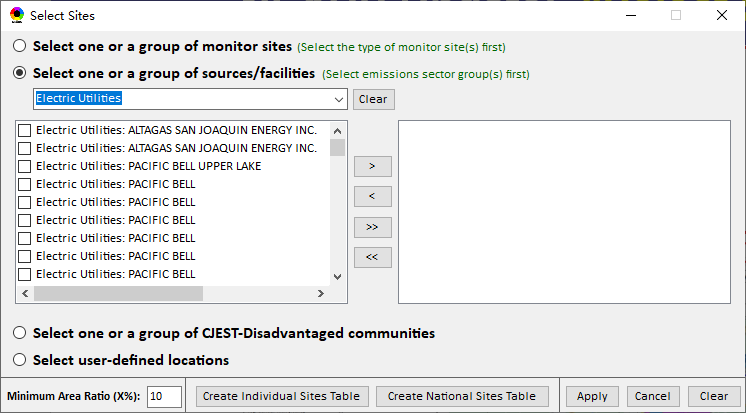 Select Sites
Select one or a group of monitor sites (Select the type of monitor site(s) first)
Select one or a group of sources/facilities (Select emissions sector group(s) first)
Electric Utilities
Clear
Electric Utilities: ALTAGAS SAN JOAQUIN ENERGY INC.
Electric Utilities: ALTAGAS SAN JOAQUIN ENERGY INC.
Electric Utilities: PACIFIC BELL UPPER LAKE
Electric Utilities: PACIFIC BELL
Electric Utilities: PACIFIC BELL
Electric Utilities: PACIFIC BELL
Electric Utilities: PACIFIC BELL
Electric Utilities: PACIFIC BELL
Electric Utilities: PACIFIC BELL
>
<
>>
<<
Select one or a group of CJEST-Disadvantaged communities
Select user-defined locations
Minimum Area Ratio (X%): 10
Create Individual Sites Table
Create National Sites Table
Apply
Cancel
Clear